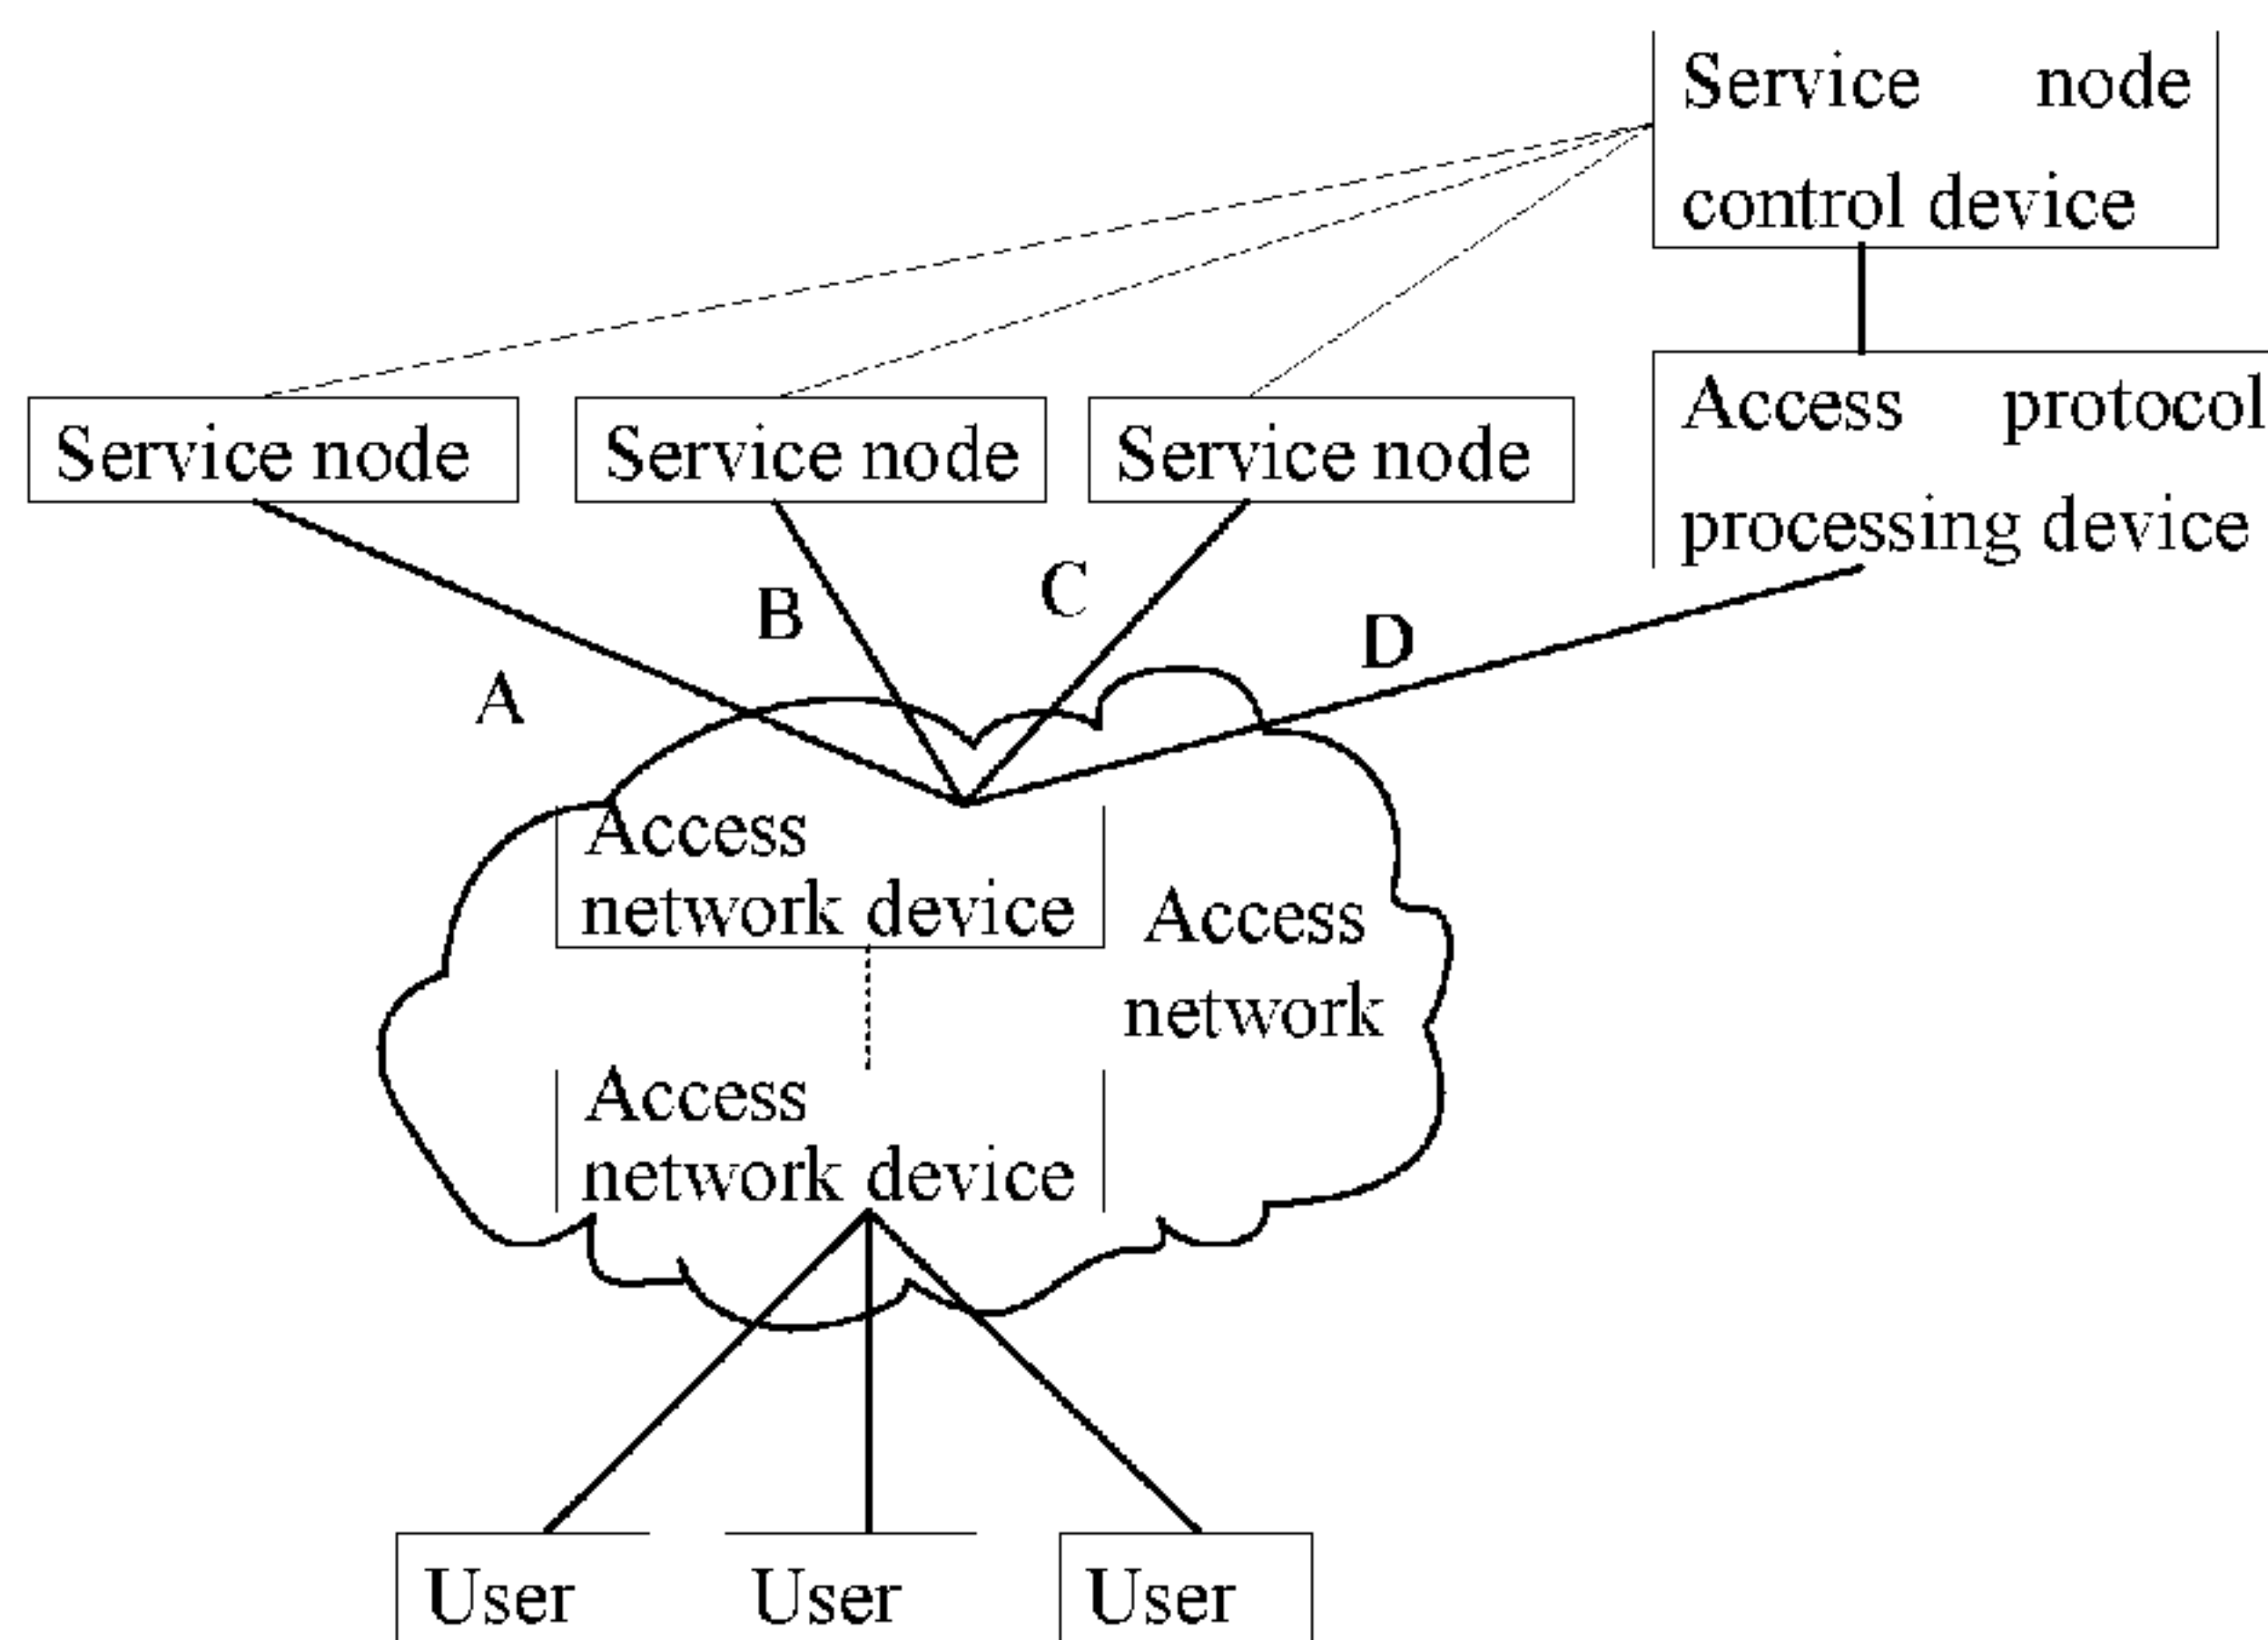 Service node
control device
Service node
Service node
Service node
Access protocol
processing device
A
B
C
D
Access
network device
Access
network
Access
network device
User
User
User